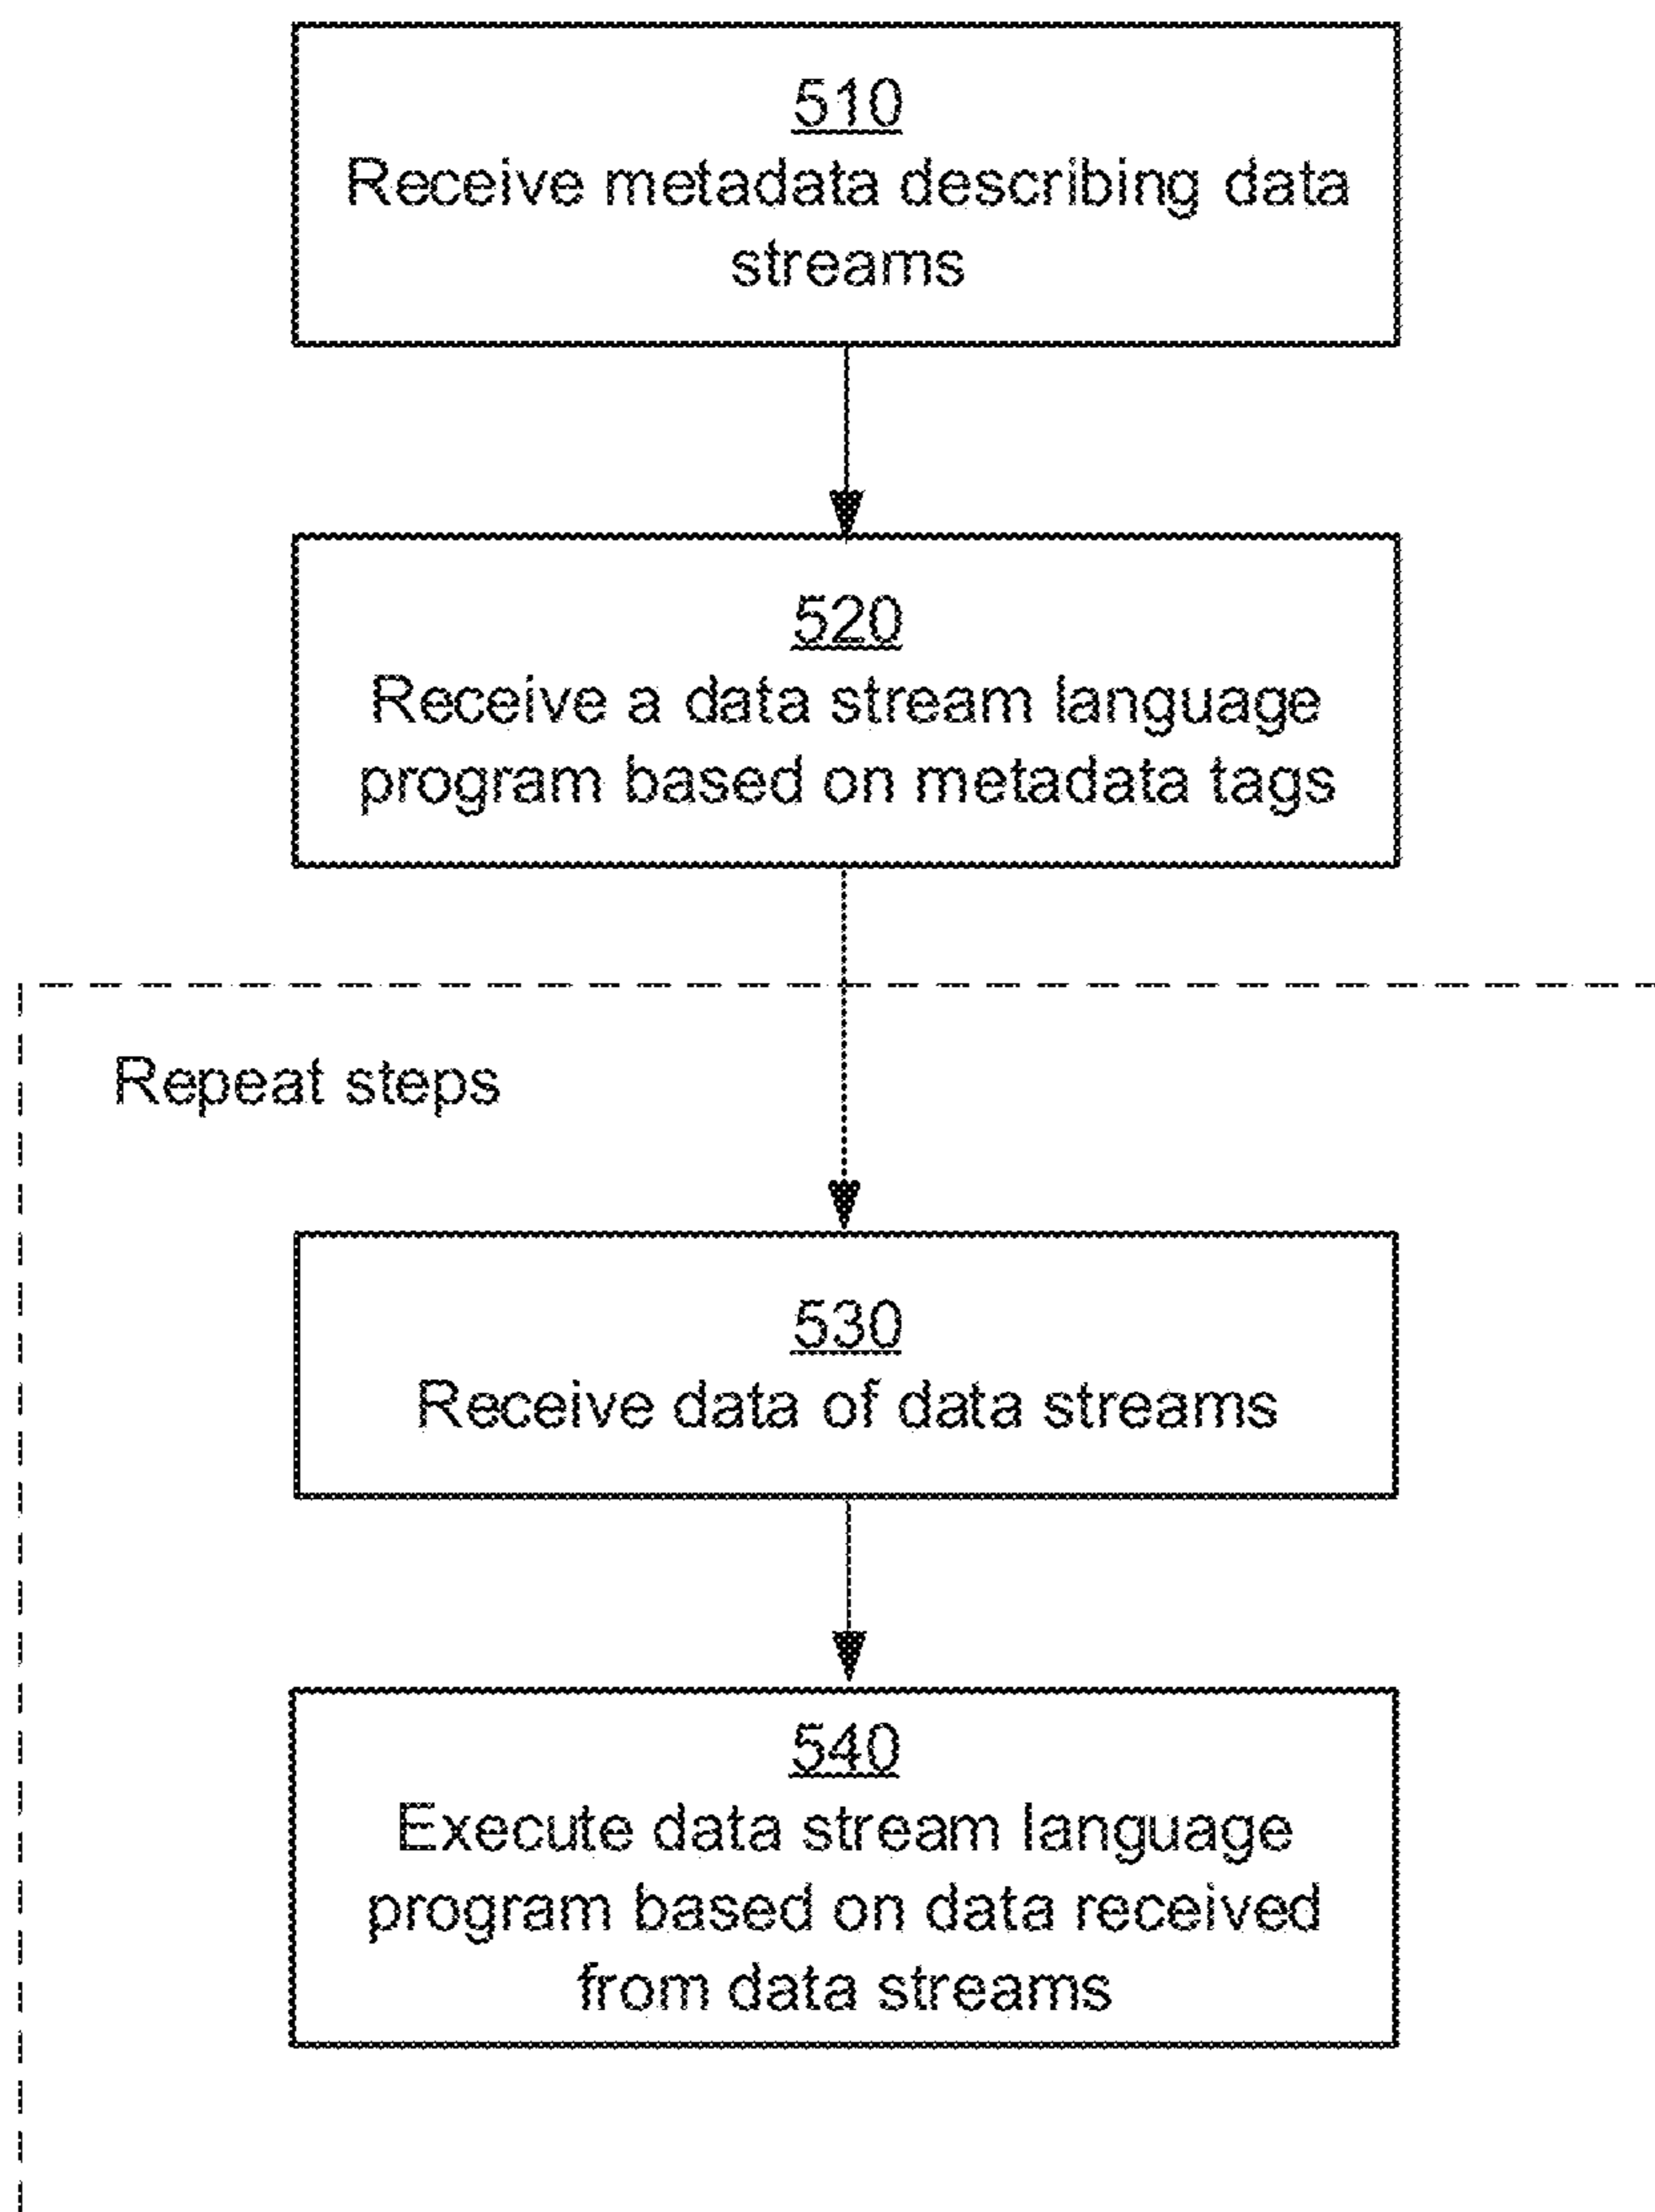 510
Receive metadata describing data
streams
520
Receive a data stream language
program based on metadata tags
Repeat steps
530
Receive data of data streams
540
Execute data stream language
program based on data received
from data streams